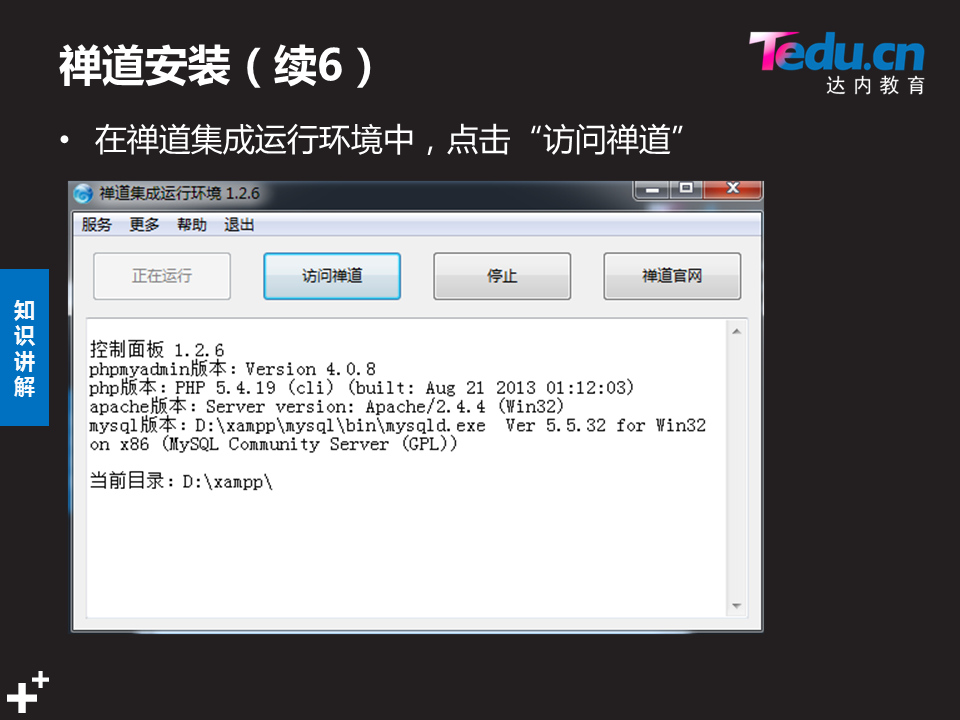 禅道安装（续6）
Tedu.cn
达内教育
• 在禅道集成运行环境中，点击“访问禅道”
禅道集成运行环境 1.2.6
服务 更多 帮助 退出
正在运行 访问禅道 停止 禅道官网
知识讲解
控制面板 1.2.6
phpmyadmin版本: Version 4.0.8
php版本: PHP 5.4.19 (cli) (built: Aug 21 2013 01:12:03)
apache版本: Server version: Apache/2.4.4 (Win32)
mysql版本: D:\xampp\mysql\bin\mysqld.exe  Ver 5.5.32 for Win32
on x86 (MySQL Community Server (GPL))
当前目录: D:\xampp\